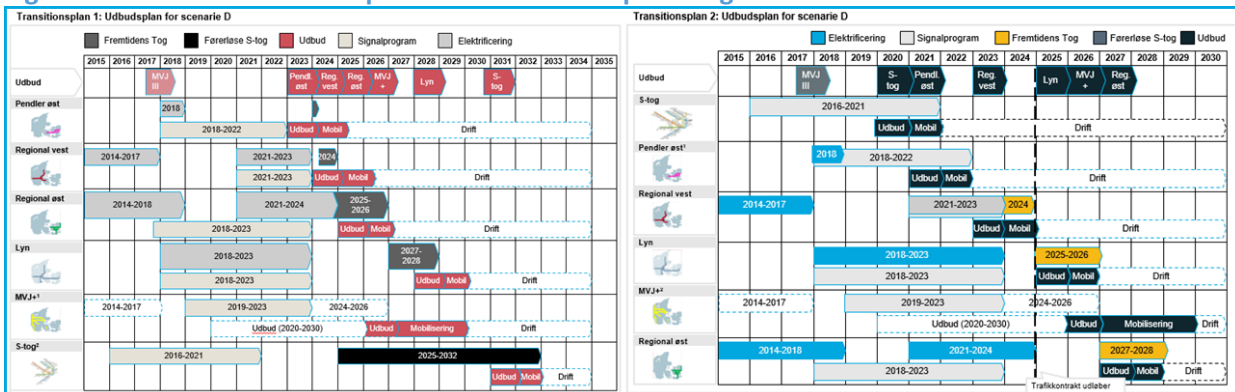 Transitionsplan 1: Udbudsplan for scenarie D
Fremtidens Tog Førerløse S-tog Udbud Signalprogram Elektrificering
2015 2016 2017 2018 2019 2020 2021 2022 2023 2024 2025 2026 2027 2028 2029 2030 2031 2032 2033 2034 2035
Udbud
MVJ III
Pendl. øst
Reg. vest
Reg. øst
MVJ +
Lyn
S-tog
Pendler øst
2018
2018-2022 Udbud Mobil Drift
Regional vest
2014-2017 2021-2023 2024
2021-2023 Udbud Mobil Drift
Regional øst
2014-2018 2021-2024 2025-2026
2018-2023 Udbud Mobil Drift
Lyn
2018-2023 2027-2028
2018-2023 Udbud Mobil Drift
MVJ+¹
2014-2017 2019-2023 2024-2026
Udbud (2020-2030) Udbud Mobilisering Drift
S-tog²
2016-2021 2025-2032
Udbud Mobil Drift
Transitionsplan 2: Udbudsplan for scenarie D
Elektrificering Signalprogram Fremtidens Tog Førerløse S-tog Udbud
2015 2016 2017 2018 2019 2020 2021 2022 2023 2024 2025 2026 2027 2028 2029 2030
Udbud
MVJ III
S-tog
Pendl. øst
Reg. vest
Lyn
MVJ +
Reg. øst
S-tog
2016-2021
Udbud Mobil Drift
Pendler øst¹
2018 2018-2022
Udbud Mobil Drift
Regional vest
2014-2017 2021-2023 2024
Udbud Mobil Drift
Lyn
2018-2023 2025-2026
2018-2023 Udbud Mobil Drift
MVJ+²
2014-2017 2019-2023 2024-2026
Udbud (2020-2030) Udbud Mobilisering Drift
Regional øst
2014-2018 2021-2024 2027-2028
2018-2023 Udbud Mobil Drift
Trafikkontrakt udløber